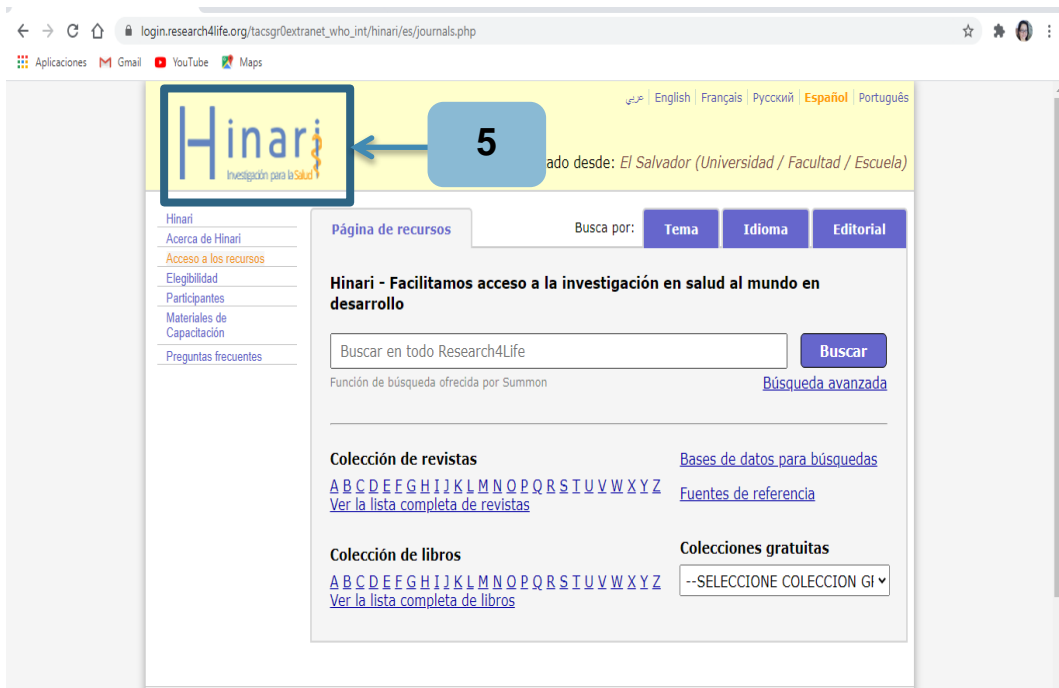 login.research4life.org/tacsgr0extranet_who_int/hinari/es/journals.php
Aplicaciones Gmail YouTube Maps
عربي English Français Русский Español Português
Hinari
Investigación para la Salud
5
ado desde: El Salvador (Universidad / Facultad / Escuela)
Hinari
Acerca de Hinari
Acceso a los recursos
Elegibilidad
Participantes
Materiales de
Capacitación
Preguntas frecuentes
Página de recursos
Busca por: Tema Idioma Editorial
Hinari - Facilitamos acceso a la investigación en salud al mundo en
desarrollo
Buscar en todo Research4Life
Buscar
Función de búsqueda ofrecida por Summon
Búsqueda avanzada
Colección de revistas
A B C D E F G H I J K L M N O P Q R S T U V W X Y Z
Ver la lista completa de revistas
Bases de datos para búsquedas
Fuentes de referencia
Colección de libros
A B C D E F G H I J K L M N O P Q R S T U V W X Y Z
Ver la lista completa de libros
Colecciones gratuitas
--SELECCIONE COLECCION GF